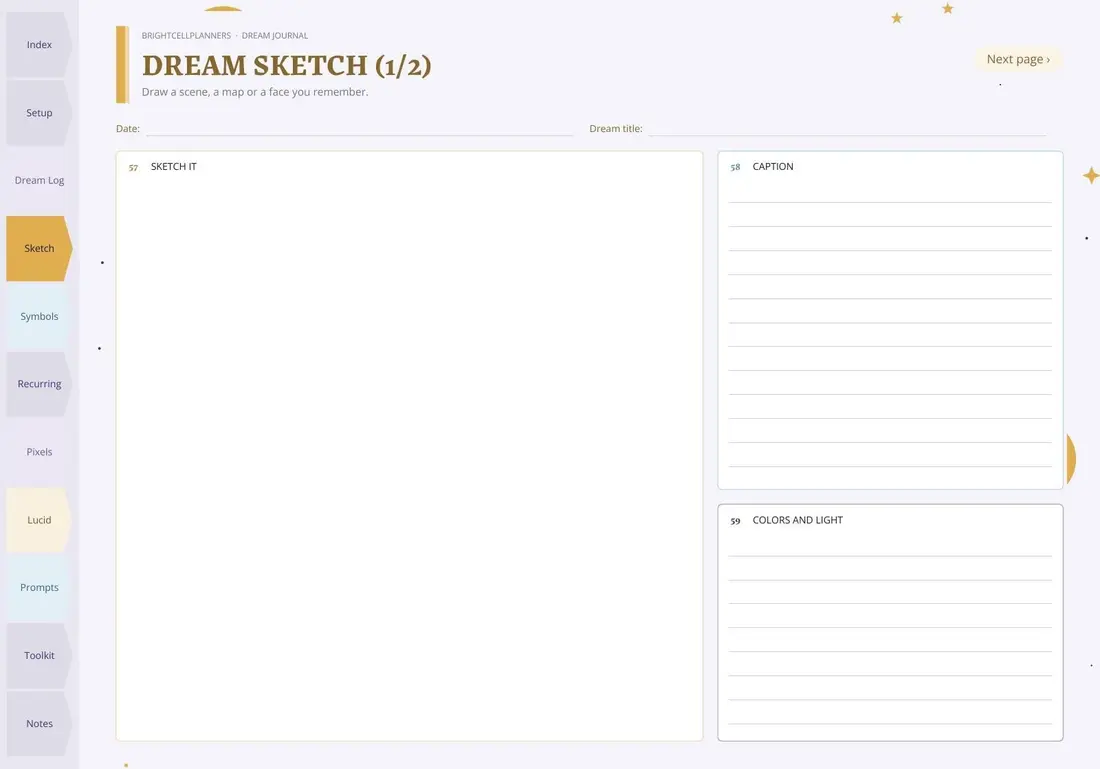 Index
Setup
Dream Log
Sketch
Symbols
Recurring
Pixels
Lucid
Prompts
Toolkit
Notes
BRIGHTCELLPLANNERS · DREAM JOURNAL
DREAM SKETCH (1/2)
Draw a scene, a map or a face you remember.
Next page ›
Date:
Dream title:
57 SKETCH IT
58 CAPTION
59 COLORS AND LIGHT